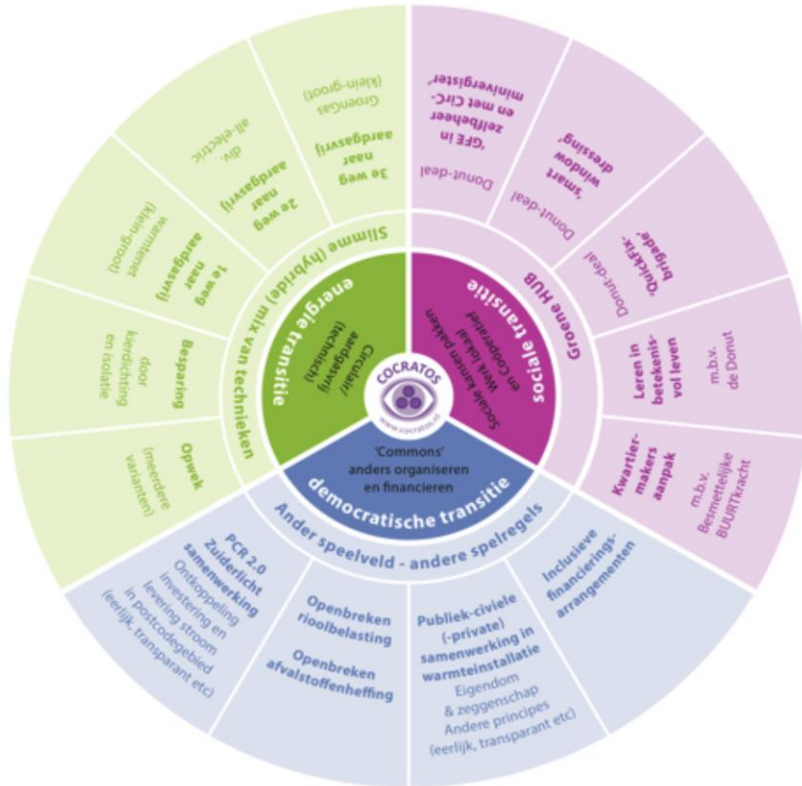 COCRATOS
www.cocratos.nl
energie transitie
Circulair/
aardgasvrij
(technisch)
Slimme (hybride) mix van technieken
Opwek
(meerdere
varianten)
Besparing
door
kierdichting
en isolatie
1e weg
naar
aardgasvrij
warmtenet
(klein-groot)
2e weg
naar
aardgasvrij
div.
all-electric
3e weg
naar
aardgasvrij
GroenGas
(klein-groot)
sociale transitie
Sociale kansen pakken
Werk lokaal
en Coöperatief
Groene HUB
Donut-deal
'GFE in
zelfbeheer
en met CirC-
minivergister'
Donut-deal
'smart
window
dressing'
Donut-deal
'QuickFix-
brigade'
Leren in
betekenis-
vol leven
m.b.v.
de Donut
Kwartier-
makers
aanpak
m.b.v.
Besmettelijke
BUURTkracht
'Commons'
anders organiseren
en financieren
democratische transitie
Ander speelveld - andere spelregels
PCR 2.0
Zuiderlicht
samenwerking
Ontkoppeling
investering en
levering stroom
in postcodegebied
(eerlijk, transparant etc)
Openbreken
rioolbelasting
Openbreken
afvalstoffenheffing
Publiek-civiele
(-private)
samenwerking in
warmteinstallatie
Eigendom
& zeggenschap
Andere principes
(eerlijk, transparant etc)
Inclusieve
financierings-
arrangementen